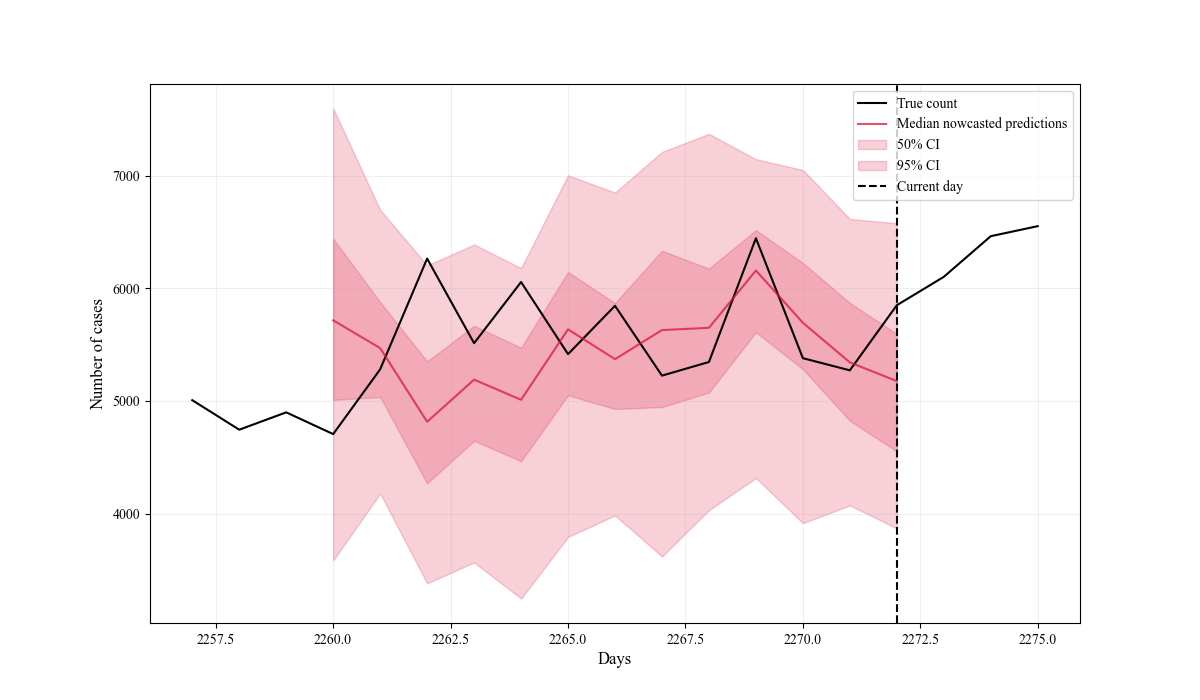 True count
Median nowcasted predictions
50% CI
95% CI
Current day
7000
6000
5000
4000
Number of cases
2257.5 2260.0 2262.5 2265.0 2267.5 2270.0 2272.5 2275.0
Days